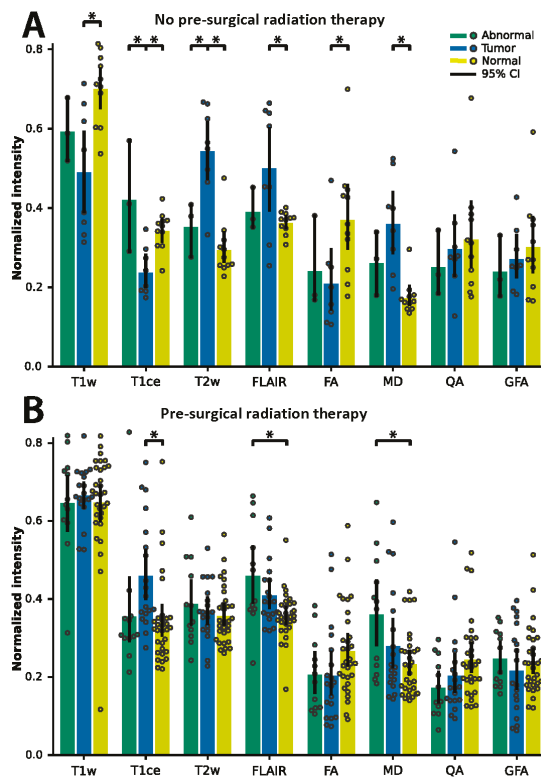 A
No pre-surgical radiation therapy
Abnormal
Tumor
Normal
95% CI
* * * * * * * *
Normalized intensity
0.8
0.6
0.4
0.2
0.0
T1w T1ce T2w FLAIR FA MD QA GFA
B
Pre-surgical radiation therapy
* * *
Normalized intensity
0.8
0.6
0.4
0.2
0.0
T1w T1ce T2w FLAIR FA MD QA GFA